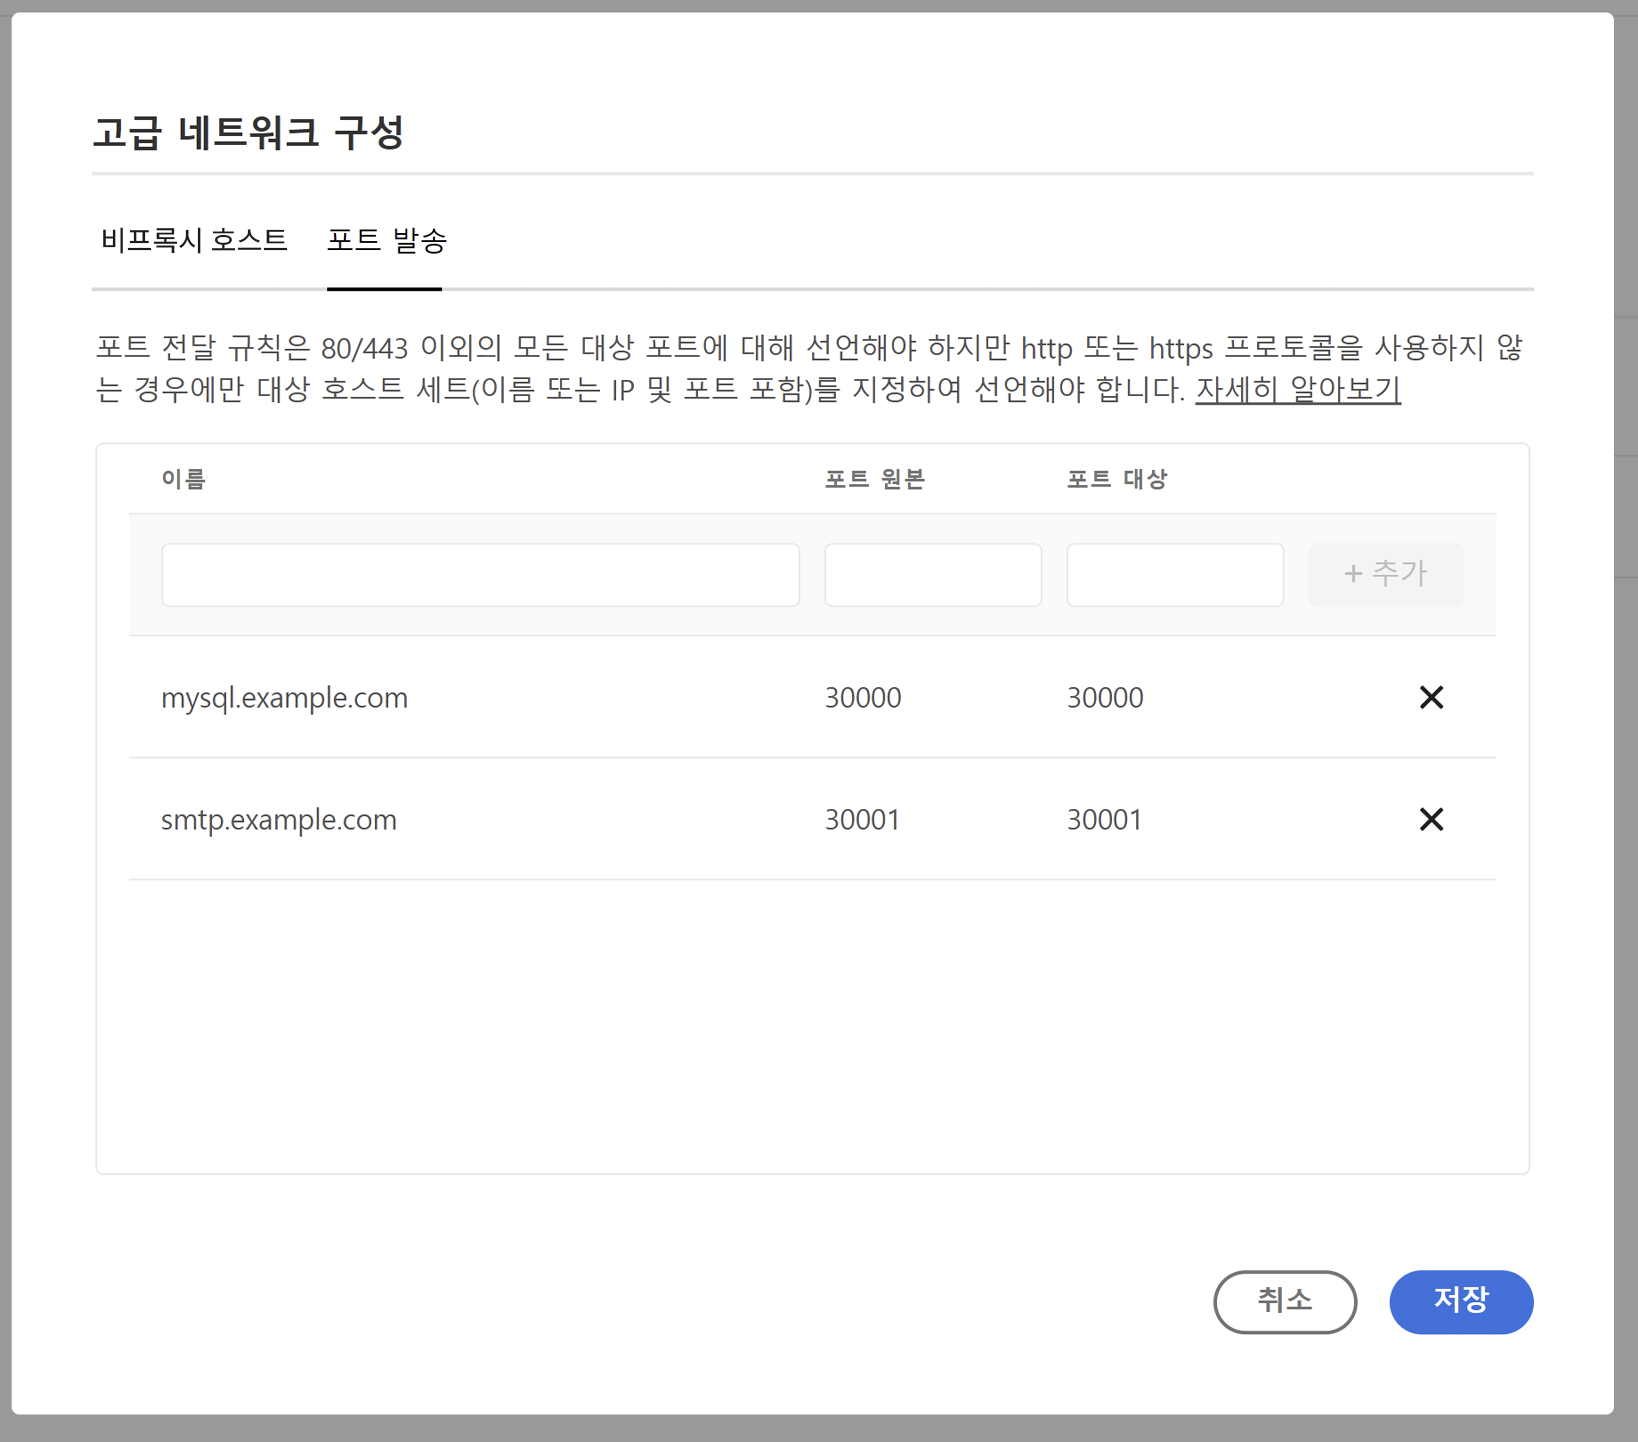 고급 네트워크 구성
비프록시 호스트 포트 발송
포트 전달 규칙은 80/443 이외의 모든 대상 포트에 대해 선언해야 하지만 http 또는 https 프로토콜을 사용하지 않
는 경우에만 대상 호스트 세트(이름 또는 IP 및 포트 포함)를 지정하여 선언해야 합니다. 자세히 알아보기
이름 포트 원본 포트 대상
+ 추가
mysql.example.com 30000 30000
smtp.example.com 30001 30001
취소 저장